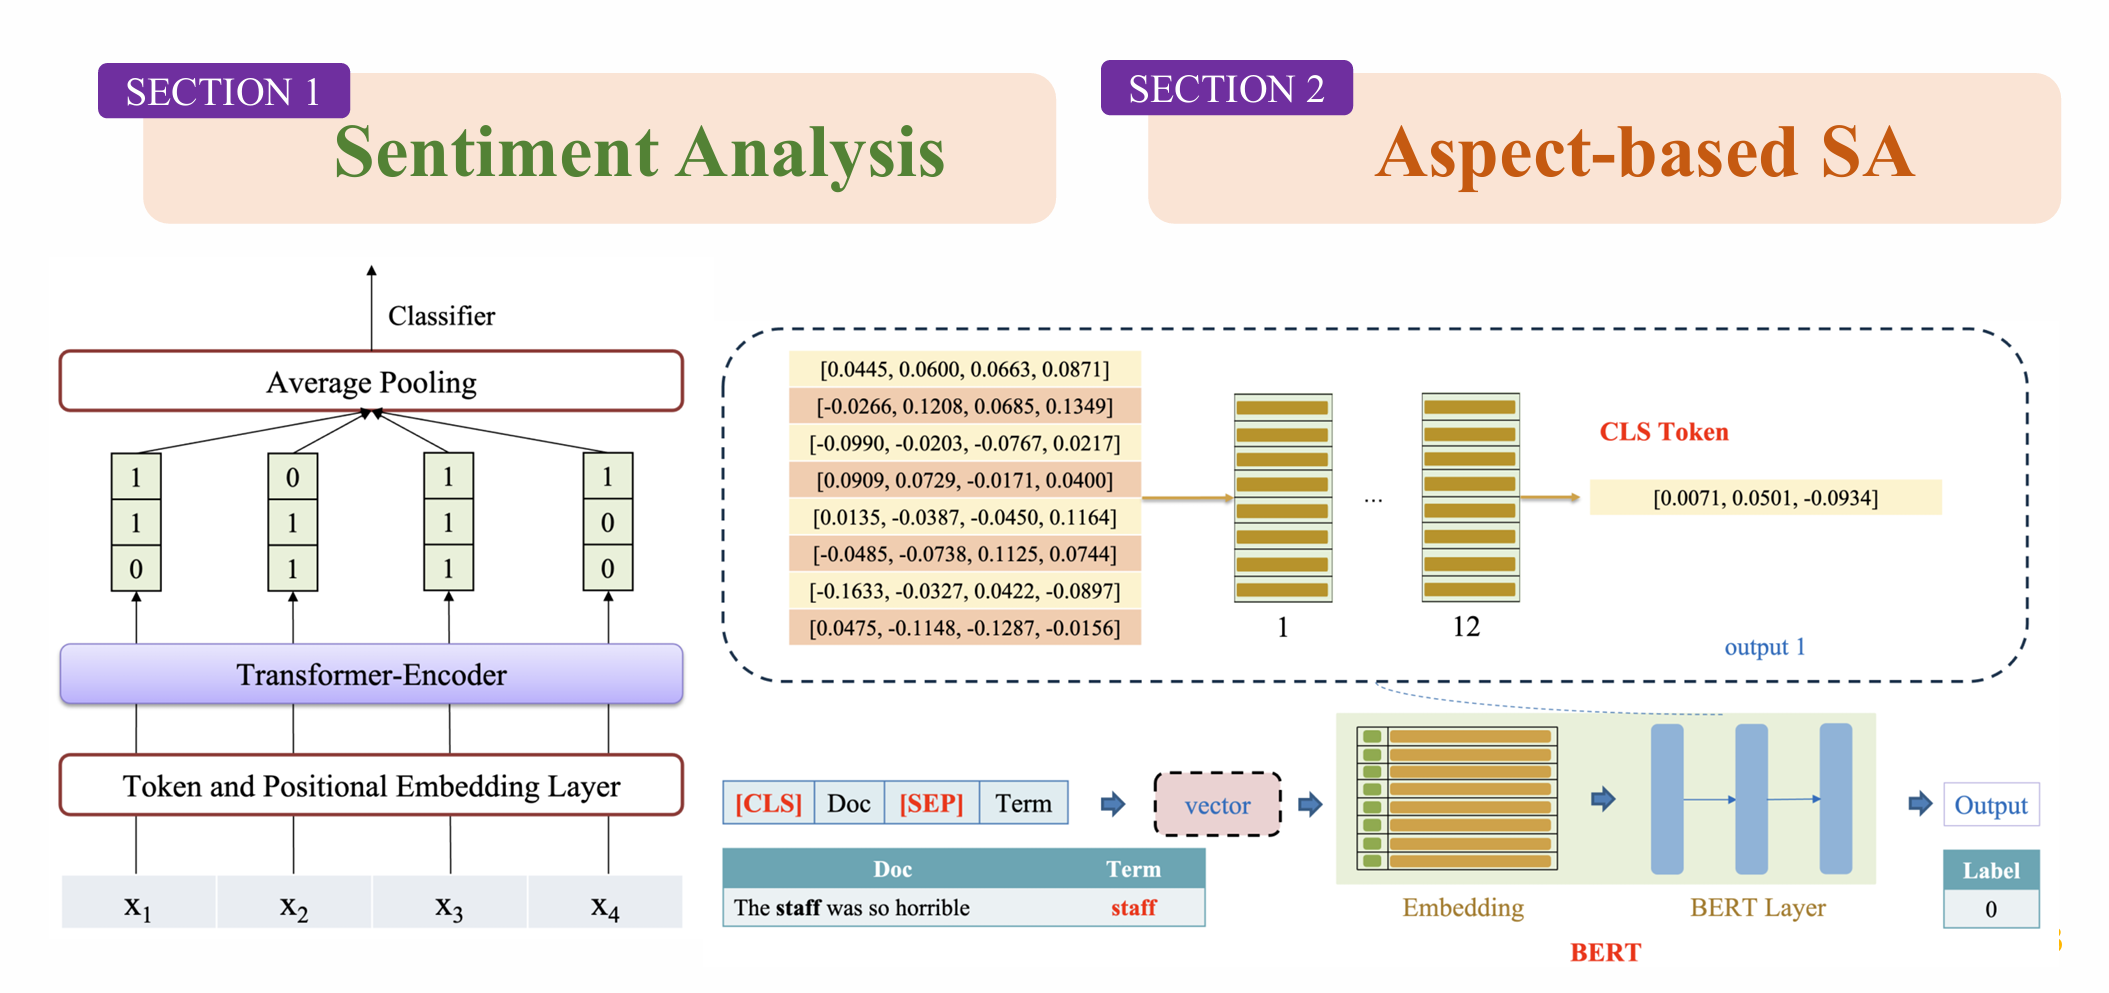 SECTION 1
Sentiment Analysis
SECTION 2
Aspect-based SA
Classifier
Average Pooling
1 0 1 1
1 1 1 0
0 1 1 0
Transformer-Encoder
Token and Positional Embedding Layer
x1 x2 x3 x4
[0.0445, 0.0600, 0.0663, 0.0871]
[-0.0266, 0.1208, 0.0685, 0.1349]
[-0.0990, -0.0203, -0.0767, 0.0217]
[0.0909, 0.0729, -0.0171, 0.0400]
[0.0135, -0.0387, -0.0450, 0.1164]
[-0.0485, -0.0738, 0.1125, 0.0744]
[-0.1633, -0.0327, 0.0422, -0.0897]
[0.0475, -0.1148, -0.1287, -0.0156]
1 ... 12
CLS Token
[0.0071, 0.0501, -0.0934]
output 1
[CLS] Doc [SEP] Term
vector
Output
Doc Term
The staff was so horrible staff
Embedding
BERT Layer
BERT
Label
0